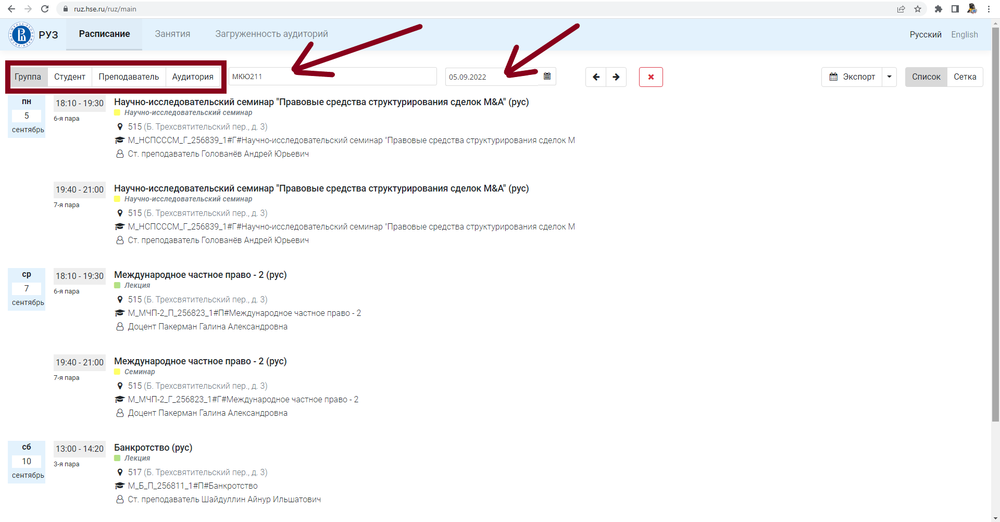 ruz.hse.ru/ruz/main
РУЗ
Расписание
Занятия
Загруженность аудиторий
Русский
English
Группа
Студент
Преподаватель
Аудитория
МКЮ211
05.09.2022
Экспорт
Список
Сетка
пн
5
сентябрь
18:10 - 19:30
6-я пара
Научно-исследовательский семинар "Правовые средства структурирования сделок M&A" (рус)
Научно-исследовательский семинар
515 (Б. Трехсвятительский пер., д. 3)
М_НСПСССМ_Г_256839_1#Г#Научно-исследовательский семинар "Правовые средства структурирования сделок М
Ст. преподаватель Голованёв Андрей Юрьевич
19:40 - 21:00
7-я пара
Научно-исследовательский семинар "Правовые средства структурирования сделок M&A" (рус)
Научно-исследовательский семинар
515 (Б. Трехсвятительский пер., д. 3)
М_НСПСССМ_Г_256839_1#Г#Научно-исследовательский семинар "Правовые средства структурирования сделок М
Ст. преподаватель Голованёв Андрей Юрьевич
ср
7
сентябрь
18:10 - 19:30
6-я пара
Международное частное право - 2 (рус)
Лекция
515 (Б. Трехсвятительский пер., д. 3)
М_МЧП-2_П_256823_1#П#Международное частное право - 2
Доцент Пакерман Галина Александровна
19:40 - 21:00
7-я пара
Международное частное право - 2 (рус)
Семинар
515 (Б. Трехсвятительский пер., д. 3)
М_МЧП-2_Г_256823_1#Г#Международное частное право - 2
Доцент Пакерман Галина Александровна
сб
10
сентябрь
13:00 - 14:20
3-я пара
Банкротство (рус)
Лекция
517 (Б. Трехсвятительский пер., д. 3)
М_Б_П_256811_1#П#Банкротство
Ст. преподаватель Шайдуллин Айнур Ильшатович